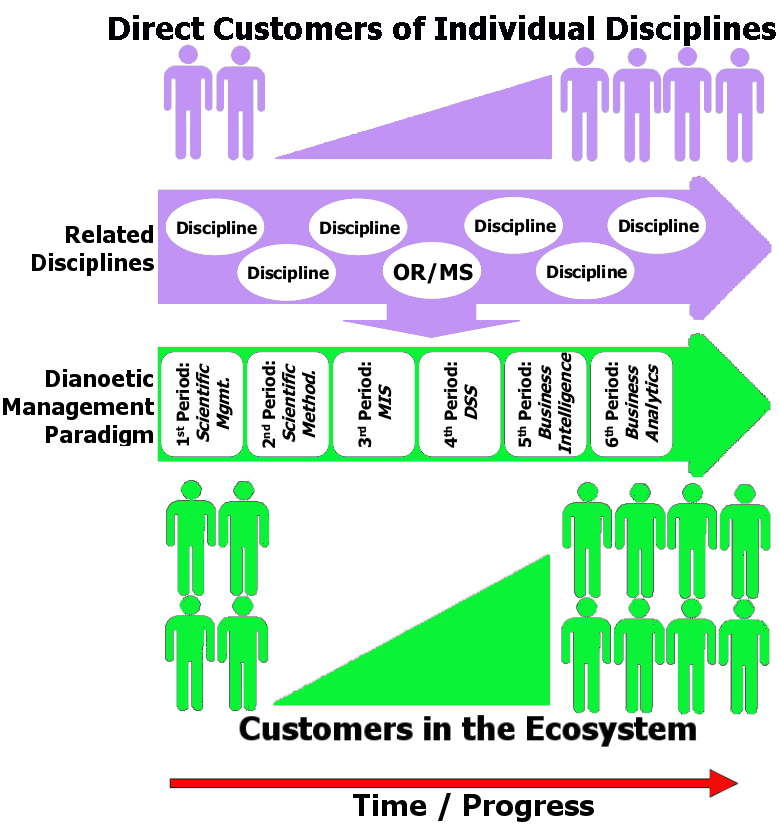 Direct Customers of Individual Disciplines
Related
Disciplines
Discipline
Discipline
Discipline
Discipline
Discipline
OR/MS
Discipline
Dianoetic
Management
Paradigm
1st Period:
Scientific
Mgmt.
2nd Period:
Scientific
Method.
3rd Period:
MIS
4th Period:
DSS
5th Period:
Business
Intelligence
6th Period:
Business
Analytics
Customers in the Ecosystem
Time / Progress